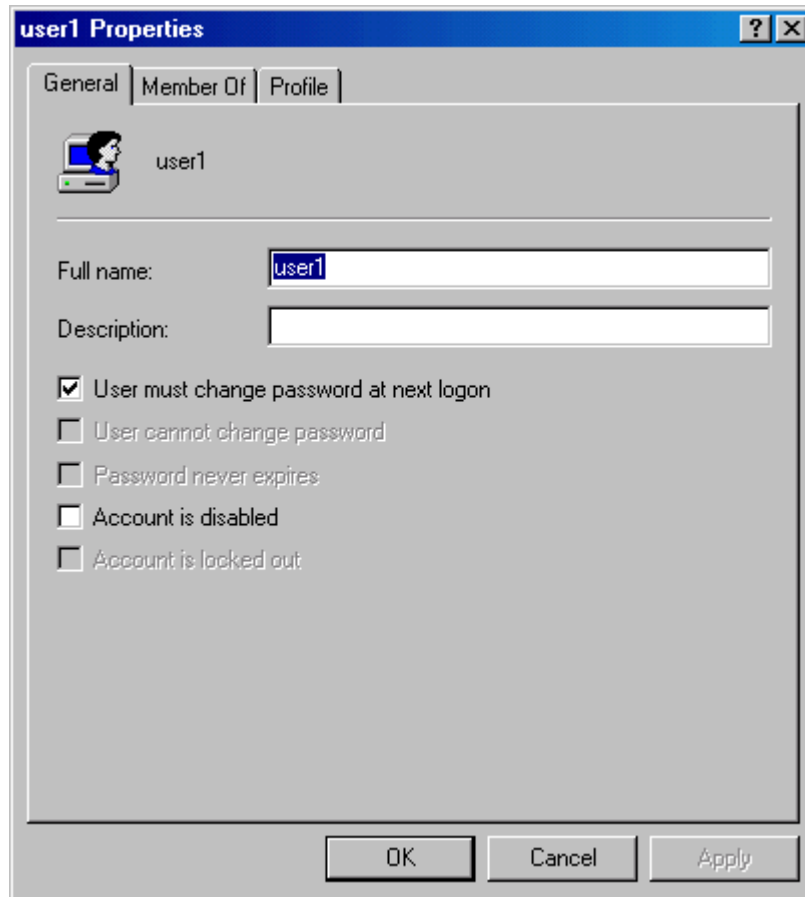 user1 Properties
General Member Of Profile
user1
Full name: user1
Description:
User must change password at next logon
User cannot change password
Password never expires
Account is disabled
Account is locked out
OK Cancel Apply